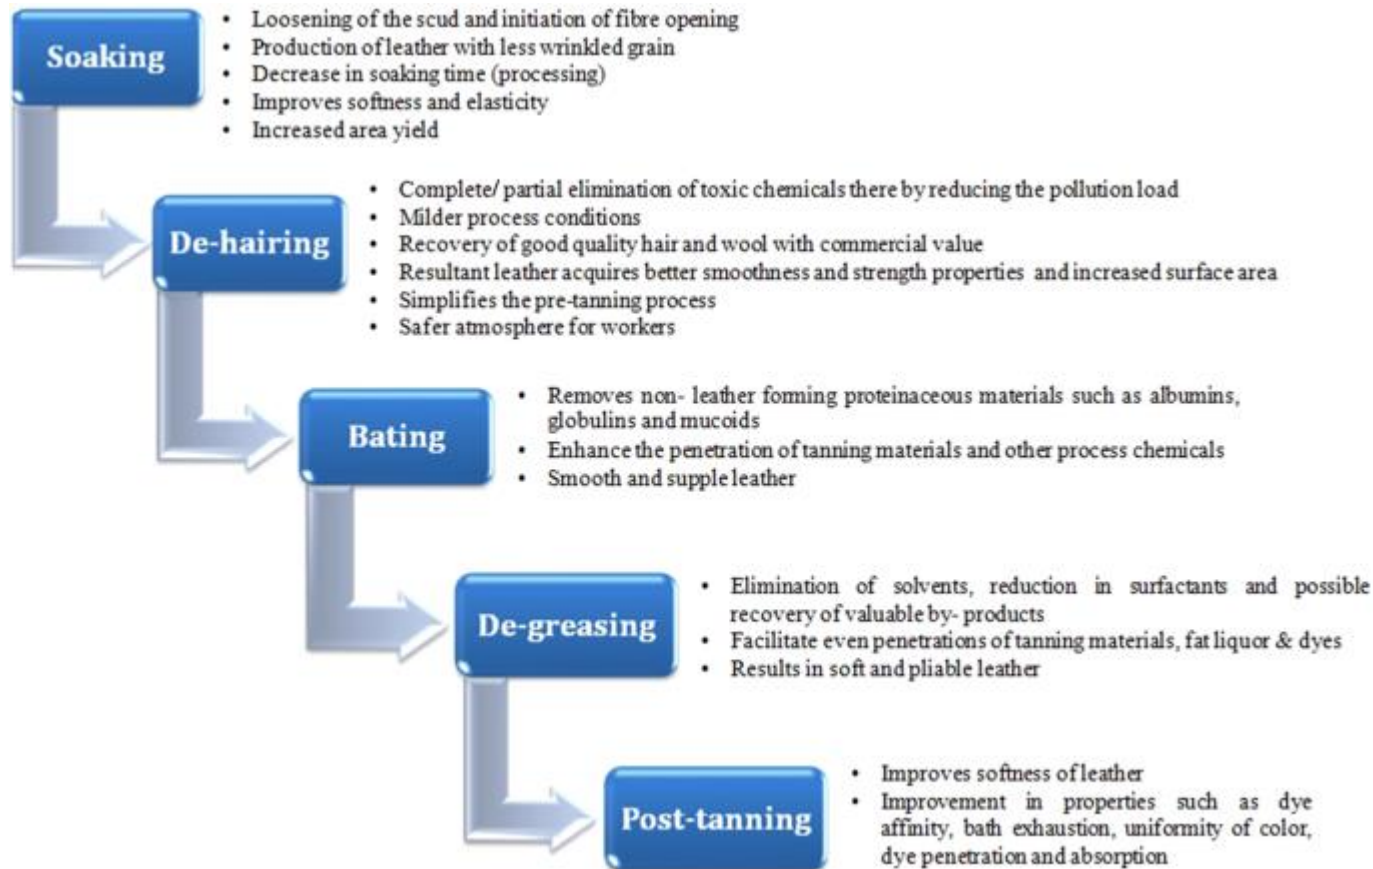 Soaking
• Loosening of the scud and initiation of fibre opening
• Production of leather with less wrinkled grain
• Decrease in soaking time (processing)
• Improves softness and elasticity
• Increased area yield
De-hairing
• Complete/ partial elimination of toxic chemicals there by reducing the pollution load
• Milder process conditions
• Recovery of good quality hair and wool with commercial value
• Resultant leather acquires better smoothness and strength properties and increased surface area
• Simplifies the pre-tanning process
• Safer atmosphere for workers
Bating
• Removes non- leather forming proteinaceous materials such as albumins,
globulins and mucoids
• Enhance the penetration of tanning materials and other process chemicals
• Smooth and supple leather
De-greasing
• Elimination of solvents, reduction in surfactants and possible
recovery of valuable by- products
• Facilitate even penetrations of tanning materials, fat liquor & dyes
• Results in soft and pliable leather
Post-tanning
• Improves softness of leather
• Improvement in properties such as dye
affinity, bath exhaustion, uniformity of color,
dye penetration and absorption